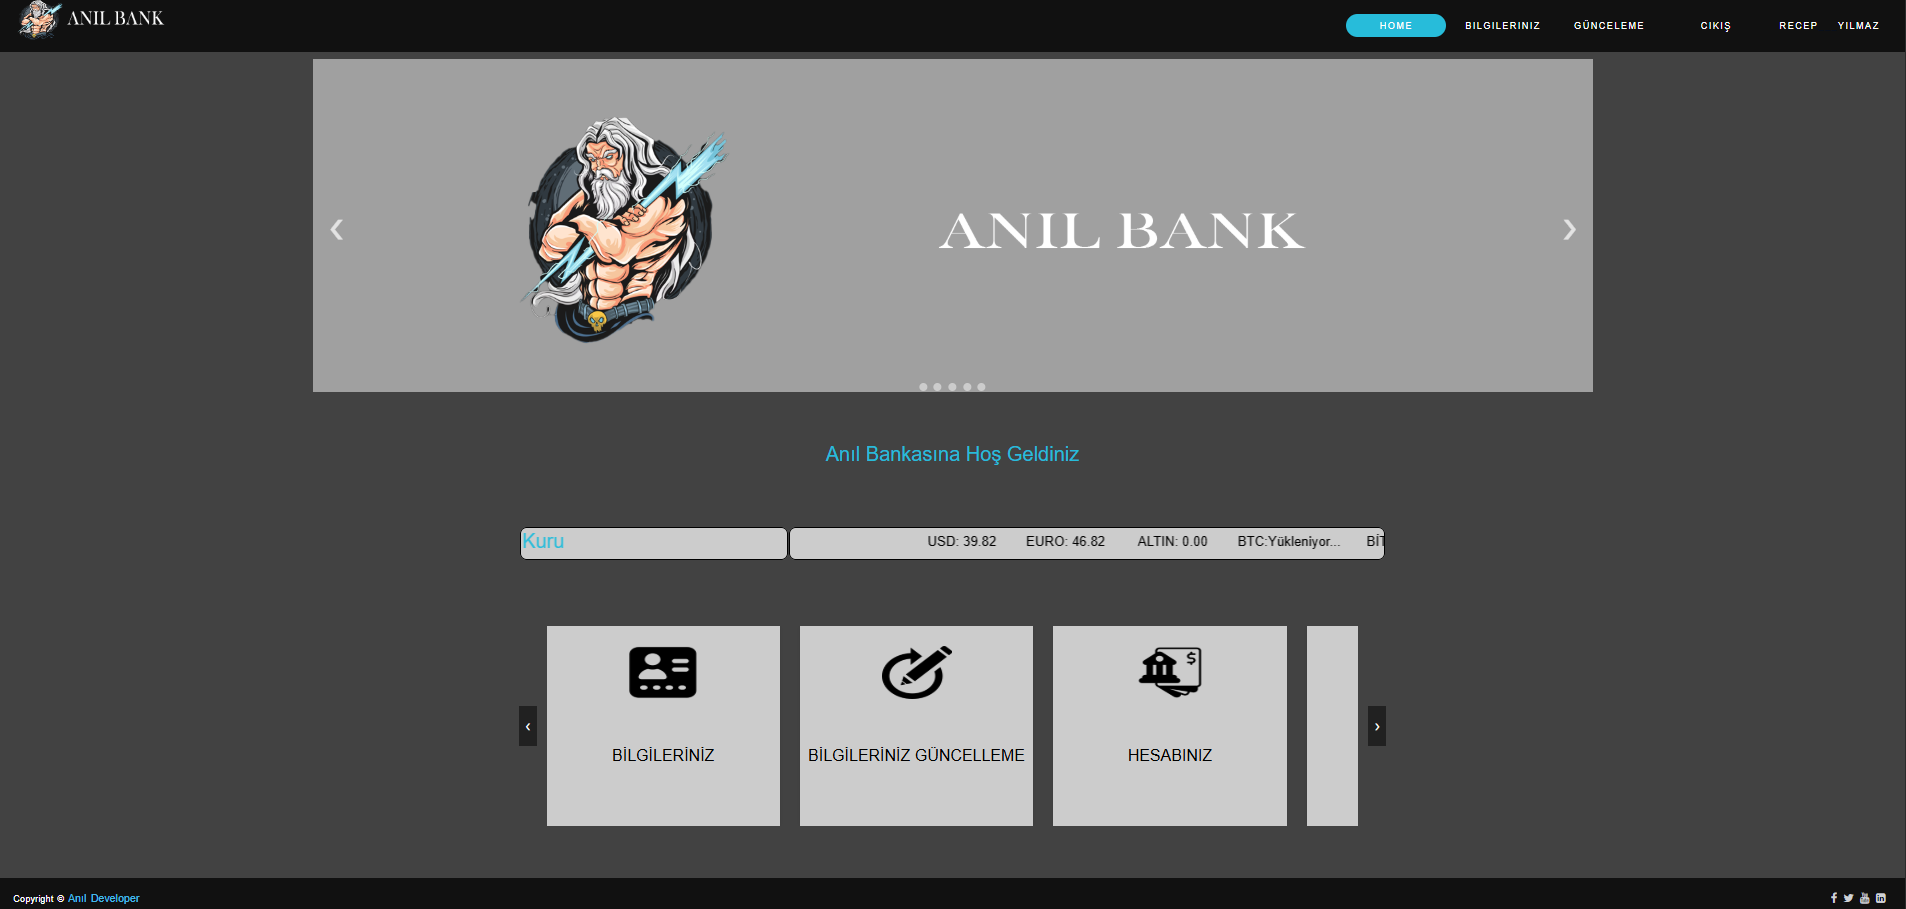 ANIL BANK
HOME BILGILERINIZ GÜNCELEME CIKIŞ RECEP YILMAZ
ANIL BANK
Anıl Bankasına Hoş Geldiniz
Kuru USD: 39.82 EURO: 46.82 ALTIN: 0.00 BTC:Yükleniyor...
BİLGİLERİNİZ BİLGİLERİNİZ GÜNCELLEME HESABINIZ
Copyright © Anıl Developer